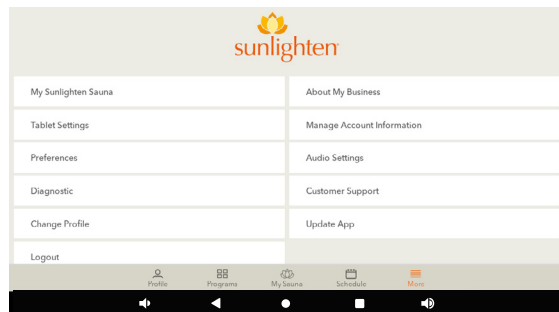 sunlighten
My Sunlighten Sauna
About My Business
Tablet Settings
Manage Account Information
Preferences
Audio Settings
Diagnostic
Customer Support
Change Profile
Update App
Logout
Profile
Programs
My Sauna
Schedule
More